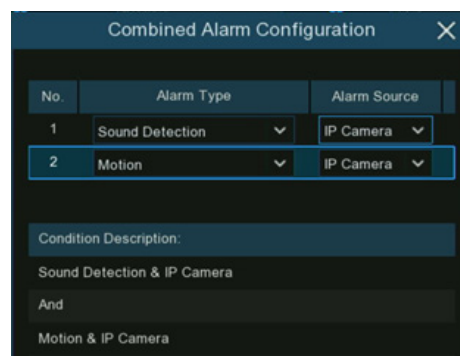 Combined Alarm Configuration
No. Alarm Type Alarm Source
1 Sound Detection IP Camera
2 Motion IP Camera
Condition Description:
Sound Detection & IP Camera
And
Motion & IP Camera